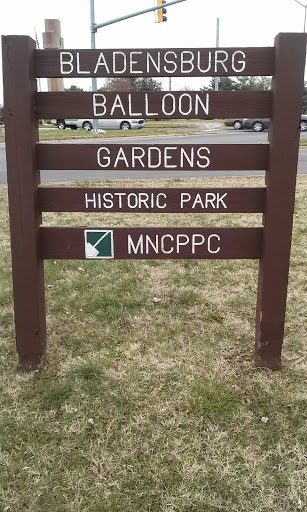 BLADENSBURG
BALLOON
GARDENS
HISTORIC PARK
MNCPPC